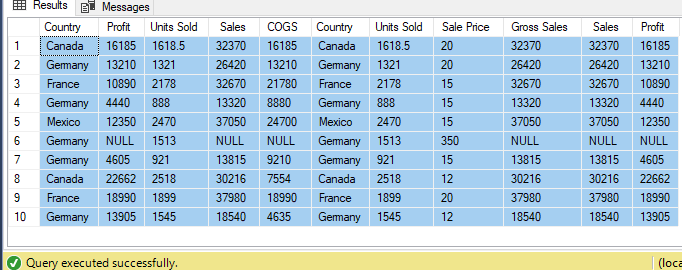 Results Messages
Country Profit Units Sold Sales COGS Country Units Sold Sale Price Gross Sales Sales Profit
1 Canada 16185 1618.5 32370 16185 Canada 1618.5 20 32370 32370 16185
2 Germany 13210 1321 26420 13210 Germany 1321 20 26420 26420 13210
3 France 10890 2178 32670 21780 France 2178 15 32670 32670 10890
4 Germany 4440 888 13320 8880 Germany 888 15 13320 13320 4440
5 Mexico 12350 2470 37050 24700 Mexico 2470 15 37050 37050 12350
6 Germany NULL 1513 NULL NULL Germany 1513 350 NULL NULL NULL
7 Germany 4605 921 13815 9210 Germany 921 15 13815 13815 4605
8 Canada 22662 2518 30216 7554 Canada 2518 12 30216 30216 22662
9 France 18990 1899 37980 18990 France 1899 20 37980 37980 18990
10 Germany 13905 1545 18540 4635 Germany 1545 12 18540 18540 13905
Query executed successfully. (loca